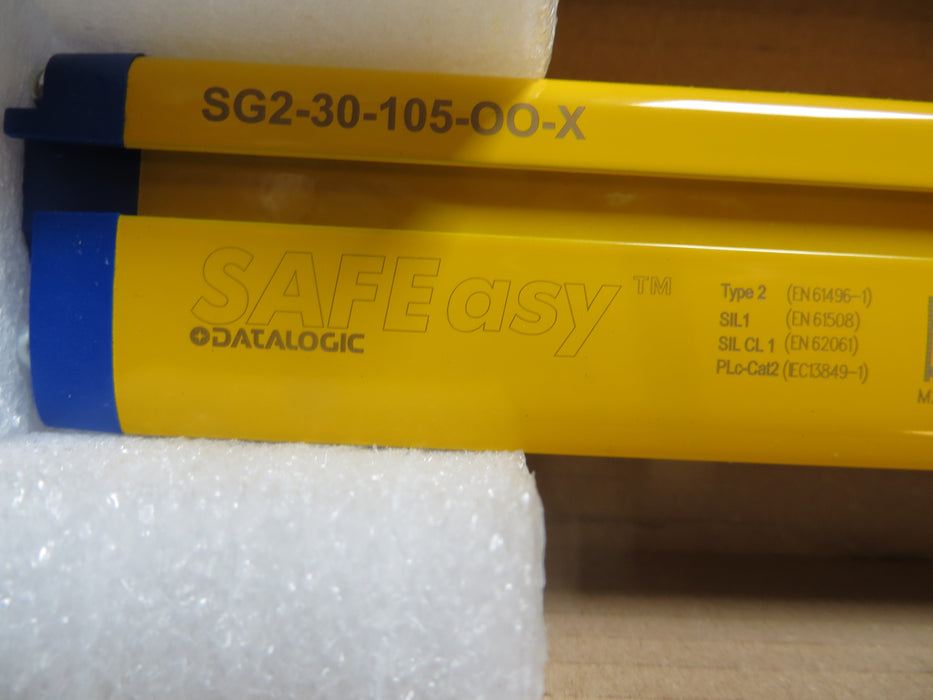 SG2-30-105-OO-X
SAFEasy™
DATALOGIC
Type 2 (EN 61496-1)
SIL1 (EN 61508)
SIL CL 1 (EN 62061)
PLc-Cat2 (IEC13849-1)